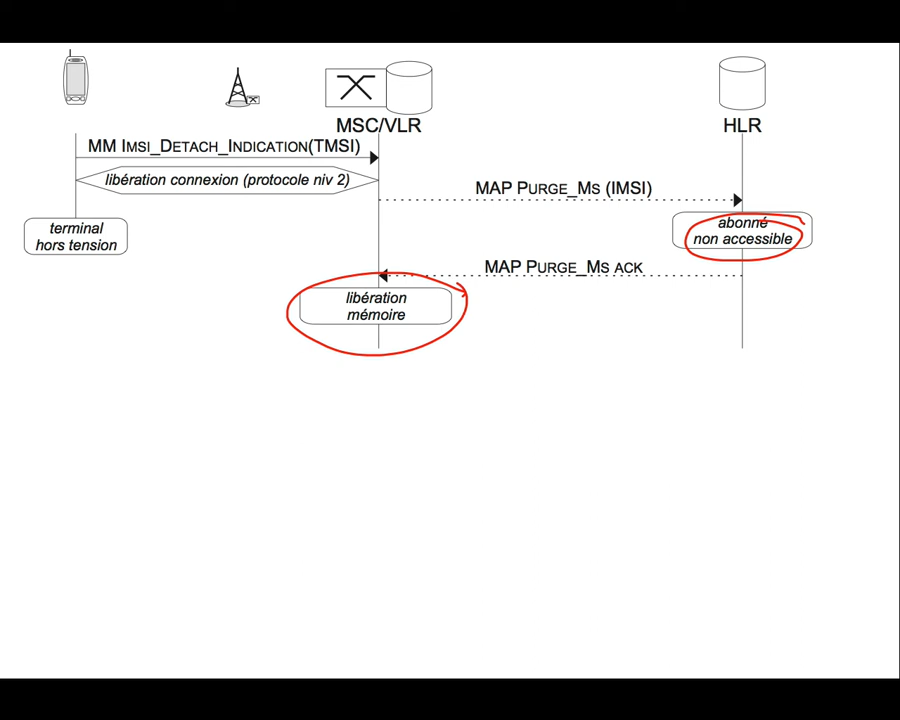 MSC/VLR
HLR
MM IMSI_DETACH_INDICATION(TMSI)
libération connexion (protocole niv 2)
MAP PURGE_MS (IMSI)
terminal
hors tension
abonné
non accessible
MAP PURGE_MS ACK
libération
mémoire